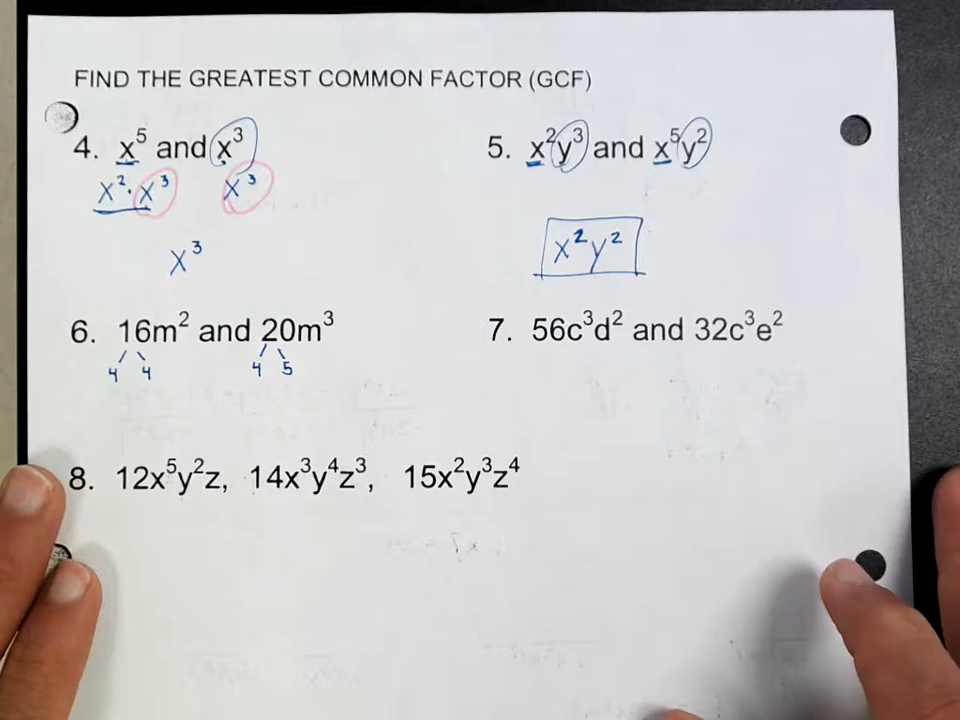 FIND THE GREATEST COMMON FACTOR (GCF)
4. x⁵ and x³
x²·x³ x³
x³
5. x²y³ and x⁵y²
x²y²
6. 16m² and 20m³
4 4 4 5
7. 56c³d² and 32c³e²
8. 12x⁵y²z, 14x³y⁴z³, 15x²y³z⁴